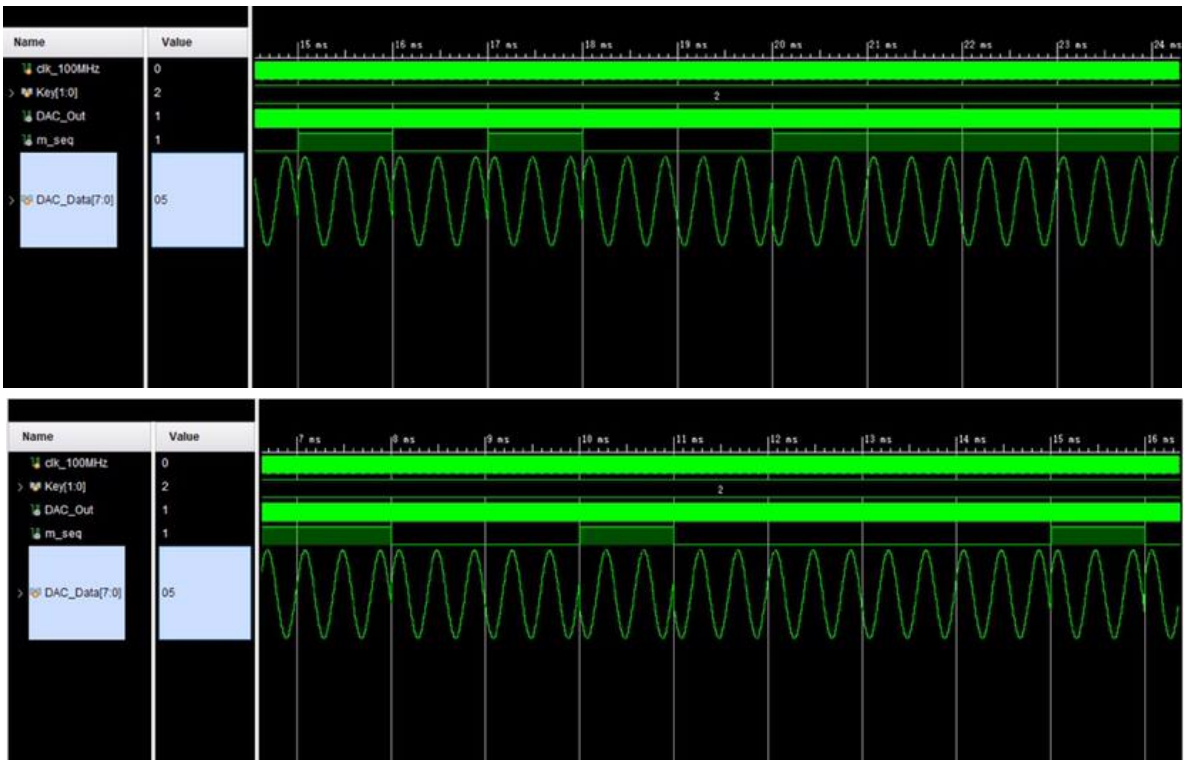 Name Value
15 ms 16 ms 17 ms 18 ms 19 ms 20 ms 21 ms 22 ms 23 ms 24 ms
clk_100MHz 0
Key[1:0] 2 2
DAC_Out 1
m_seq 1
DAC_Data[7:0] 05
Name Value
7 ms 8 ms 9 ms 10 ms 11 ms 12 ms 13 ms 14 ms 15 ms 16 ms
clk_100MHz 0
Key[1:0] 2 2
DAC_Out 1
m_seq 1
DAC_Data[7:0] 05